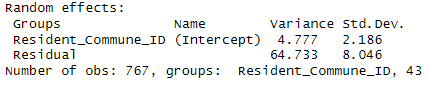 Random effects:
Groups Name Variance Std.Dev.
Resident_Commune_ID (Intercept) 4.777 2.186
Residual 64.733 8.046
Number of obs: 767, groups: Resident_Commune_ID, 43